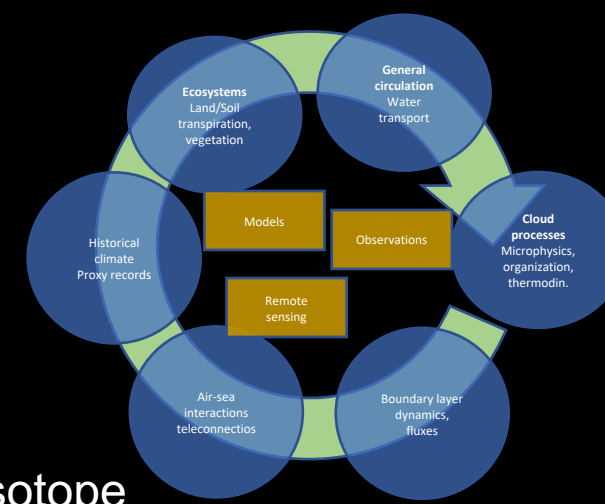 General
circulation
Water
transport
Ecosystems
Land/Soil
transpiration,
vegetation
Cloud
processes
Microphysics,
organization,
thermodin.
Models
Observations
Remote
sensing
Historical
climate
Proxy records
Air-sea
interactions
teleconnectios
Boundary layer
dynamics,
fluxes
sotope